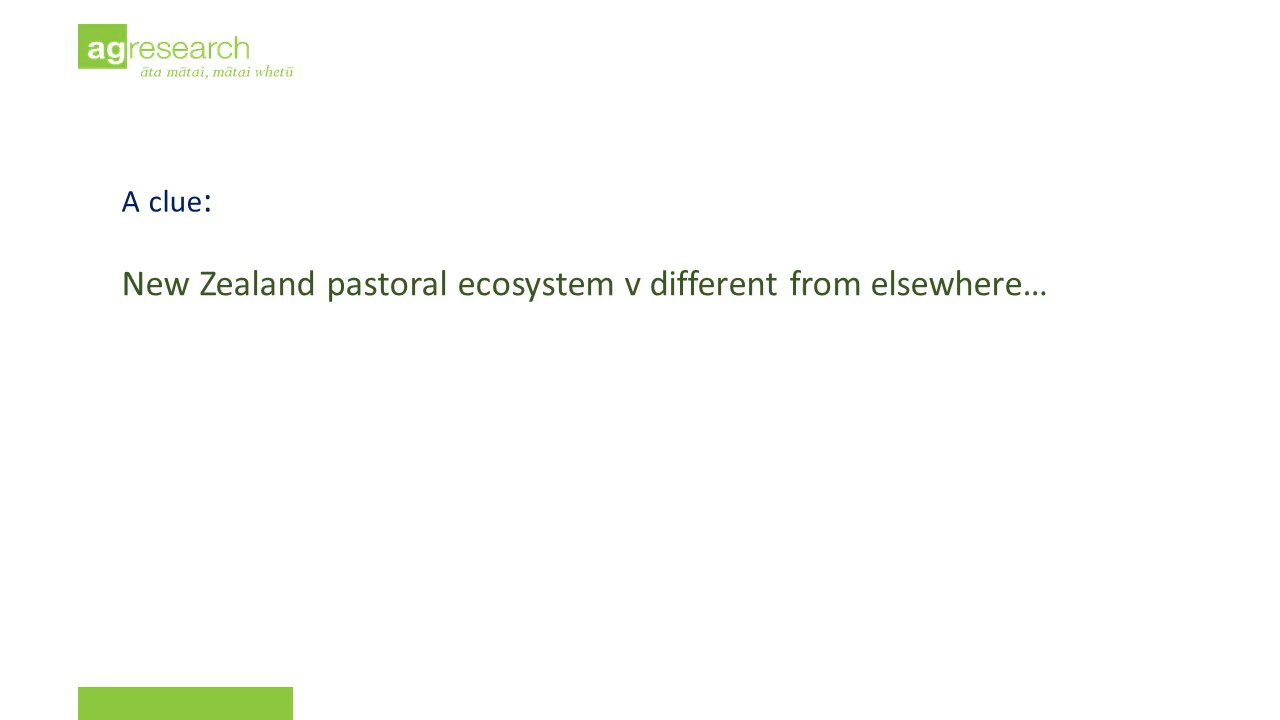 agresearch
āta mātai, mātai whetū
A clue:
New Zealand pastoral ecosystem v different from elsewhere…